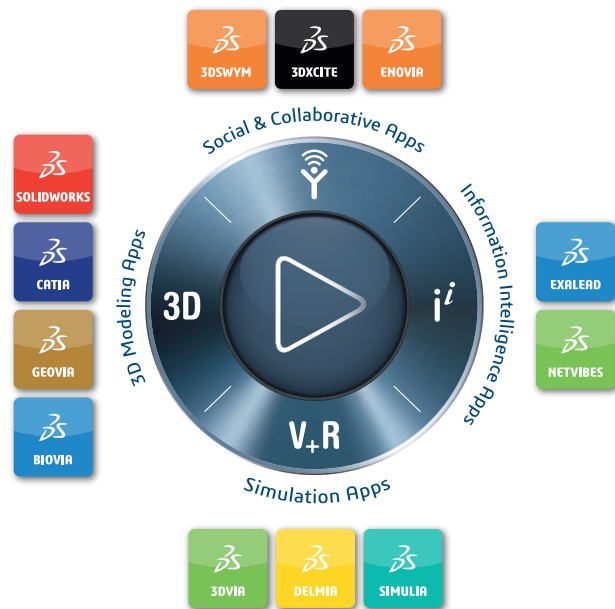 3DSWYM
3DXCITE
ENOVIA
Social & Collaborative Apps
SOLIDWORKS
CATIA
GEOVIA
BIOVIA
3D Modeling Apps
3D
i i
Information Intelligence Apps
EXALEAD
NETVIBES
V+R
Simulation Apps
3DVIA
DELMIA
SIMULIA